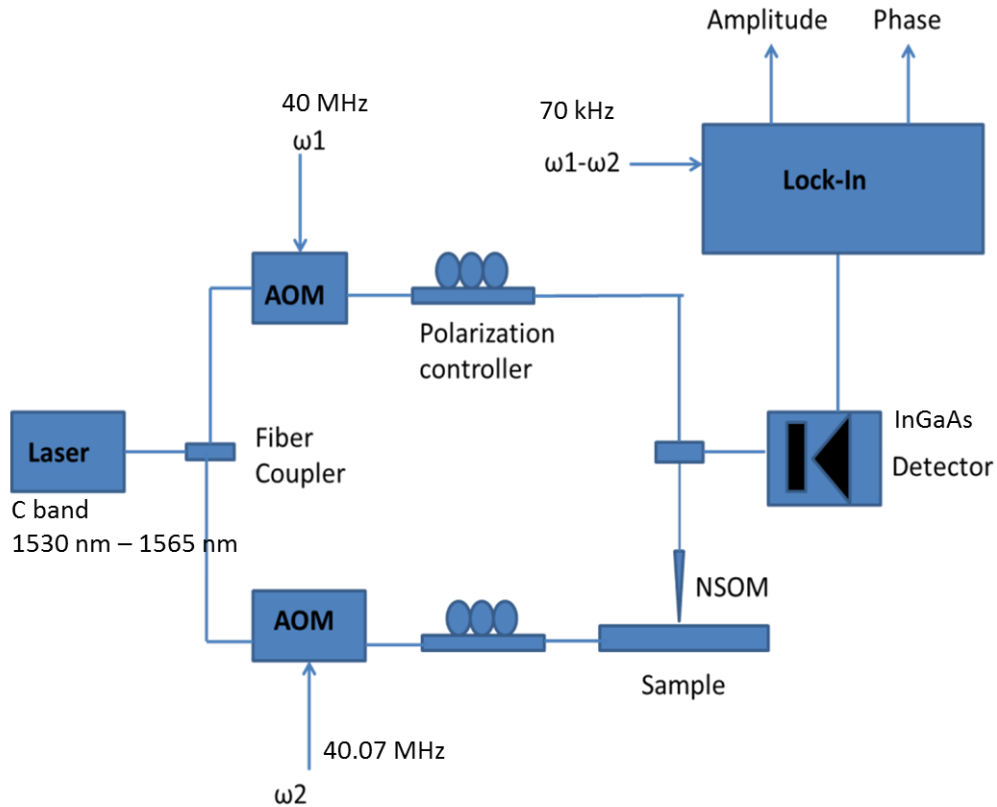 Amplitude
Phase
40 MHz
ω1
70 kHz
ω1-ω2
Lock-In
AOM
Polarization
controller
Laser
Fiber
Coupler
InGaAs
Detector
C band
1530 nm – 1565 nm
AOM
NSOM
Sample
40.07 MHz
ω2